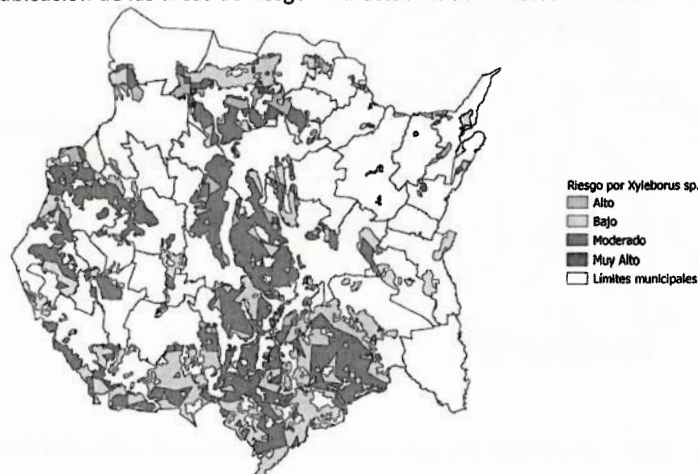 Riesgo por Xyleborus sp.
Alto
Bajo
Moderado
Muy Alto
Límites municipales